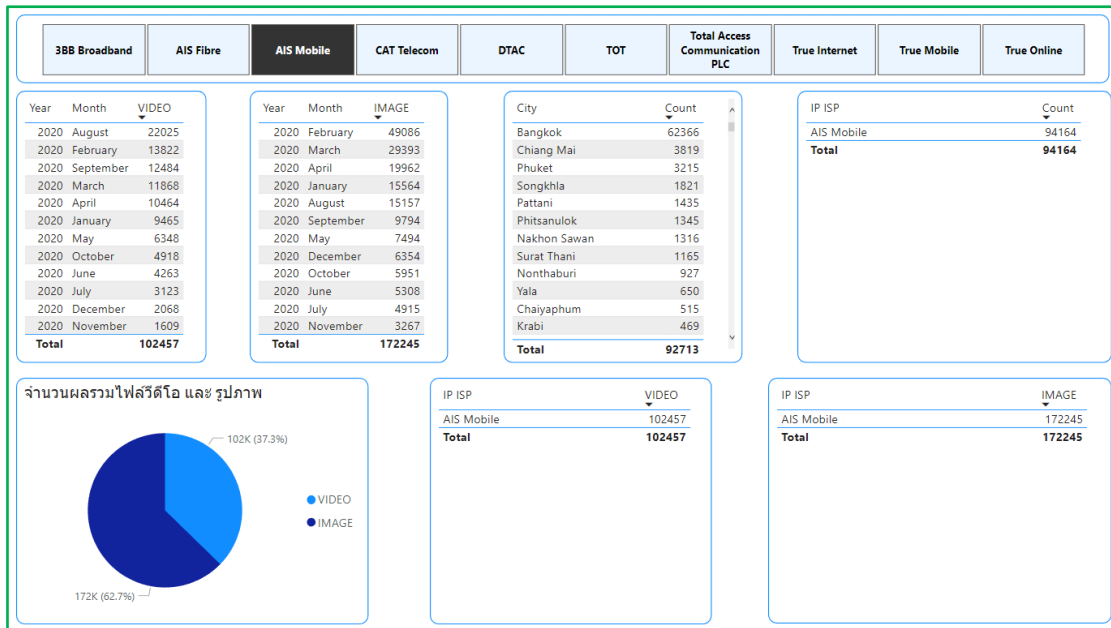 3BB Broadband
AIS Fibre
AIS Mobile
CAT Telecom
DTAC
TOT
Total Access
Communication
PLC
True Internet
True Mobile
True Online
Year Month VIDEO
2020 August 22025
2020 February 13822
2020 September 12484
2020 March 11868
2020 April 10464
2020 January 9465
2020 May 6348
2020 October 4918
2020 June 4263
2020 July 3123
2020 December 2068
2020 November 1609
Total 102457
Year Month IMAGE
2020 February 49086
2020 March 29393
2020 April 19962
2020 January 15564
2020 August 15157
2020 September 9794
2020 May 7494
2020 December 6354
2020 October 5951
2020 June 5308
2020 July 4915
2020 November 3267
Total 172245
City Count
Bangkok 62366
Chiang Mai 3819
Phuket 3215
Songkhla 1821
Pattani 1435
Phitsanulok 1345
Nakhon Sawan 1316
Surat Thani 1165
Nonthaburi 927
Yala 650
Chaiyaphum 515
Krabi 469
Total 92713
IP ISP Count
AIS Mobile 94164
Total 94164
จำนวนผลรวมไฟล์วีดีโอ และ รูปภาพ
102K (37.3%)
VIDEO
IMAGE
172K (62.7%)
IP ISP VIDEO
AIS Mobile 102457
Total 102457
IP ISP IMAGE
AIS Mobile 172245
Total 172245